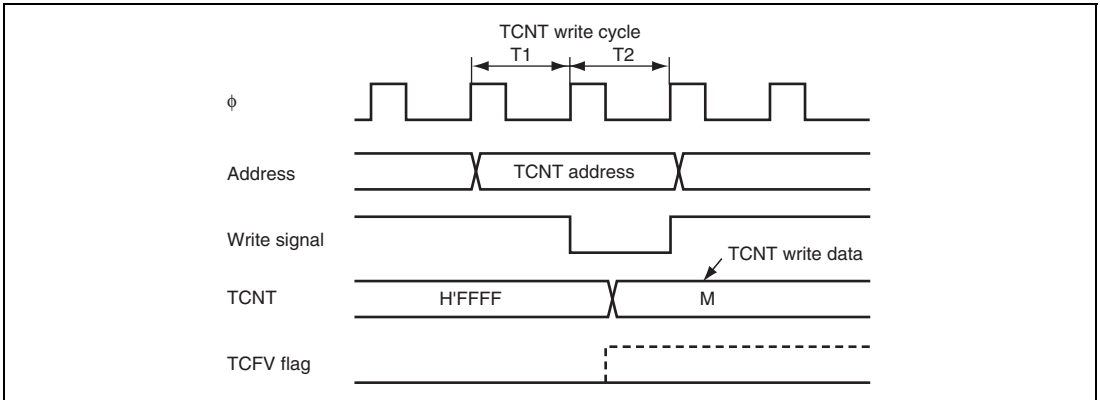 TCNT write cycle
T1 T2
ϕ
Address
TCNT address
Write signal
TCNT write data
TCNT
H'FFFF
M
TCFV flag